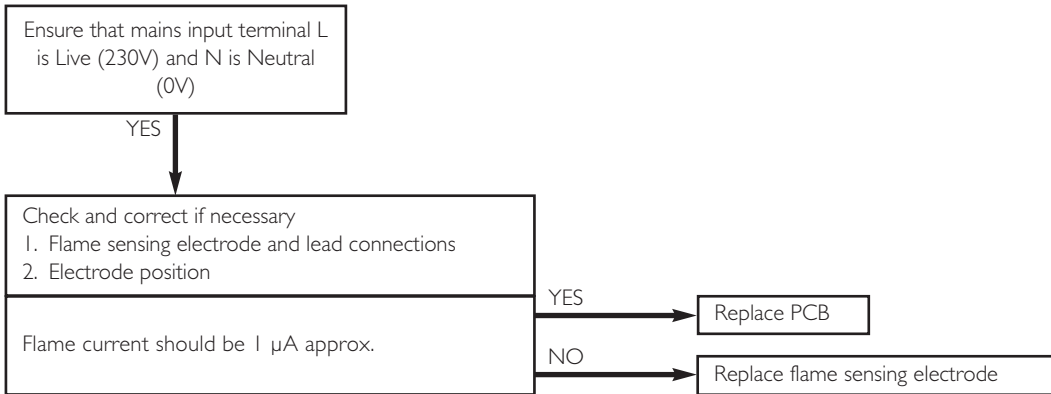 Ensure that mains input terminal L
is Live (230V) and N is Neutral
(0V)
YES
Check and correct if necessary
1. Flame sensing electrode and lead connections
2. Electrode position
YES
Replace PCB
Flame current should be 1 µA approx.
NO
Replace flame sensing electrode